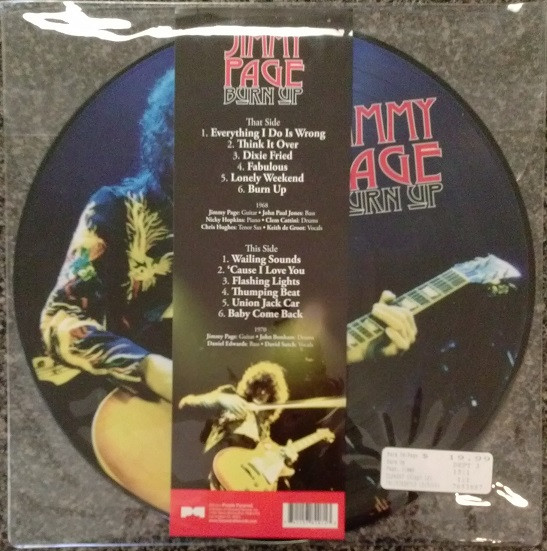 JIMMY
PAGE
BURN UP
That Side
1. Everything I Do Is Wrong
2. Think It Over
3. Dixie Fried
4. Fabulous
5. Lonely Weekend
6. Burn Up
1968
Jimmy Page: Guitar • John Paul Jones: Bass
Nicky Hopkins: Piano • Clem Cattini: Drums
Chris Hughes: Tenor Sax • Keith de Groot: Vocals
This Side
1. Wailing Sounds
2. 'Cause I Love You
3. Flashing Lights
4. Thumping Beat
5. Union Jack Car
6. Baby Come Back
1970
Jimmy Page: Guitar • John Bonham: Drums
Daniel Edwards: Bass • David Sutch: Vocals
IMMY
AGE
URN UP
19.99